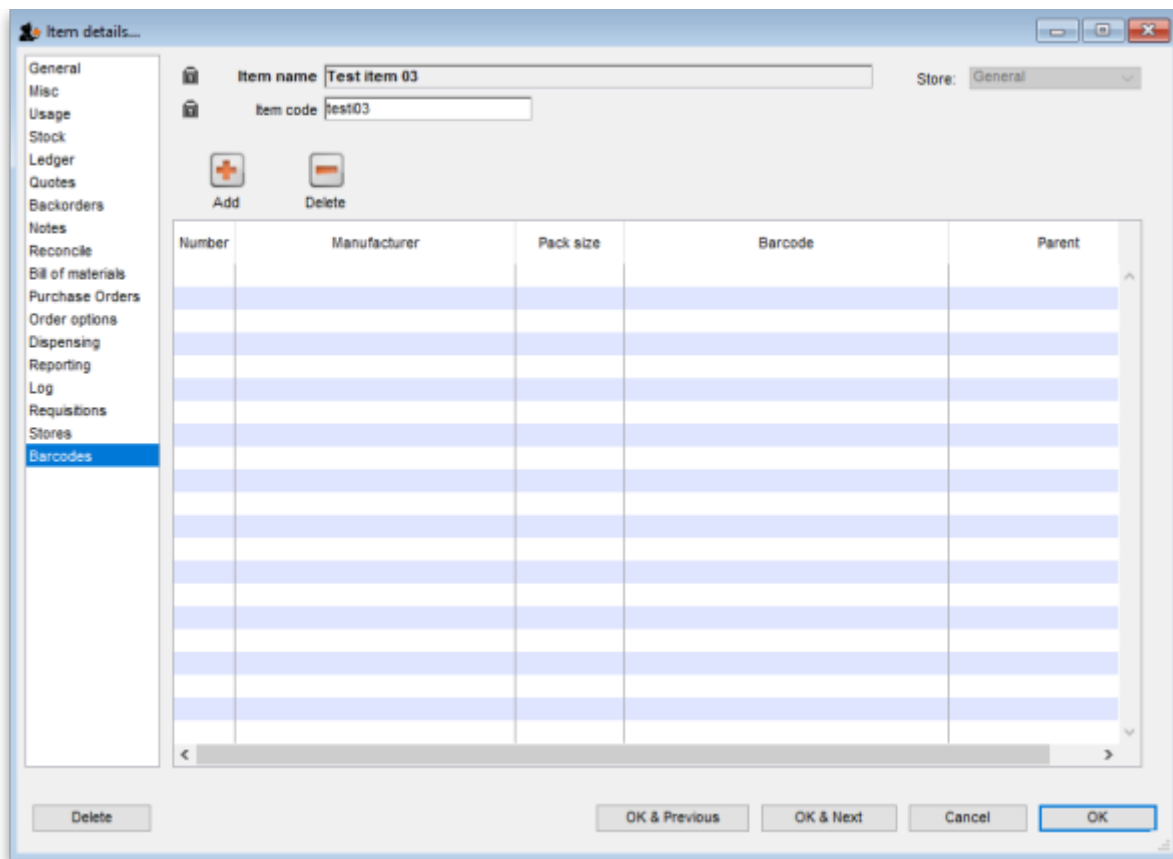 Item details...
General
Misc
Usage
Stock
Ledger
Quotes
Backorders
Notes
Reconcile
Bill of materials
Purchase Orders
Order options
Dispensing
Reporting
Log
Requisitions
Stores
Barcodes
Item name Test item 03
Store: General
Item code testi03
Add Delete
Number Manufacturer Pack size Barcode Parent
Delete OK & Previous OK & Next Cancel OK